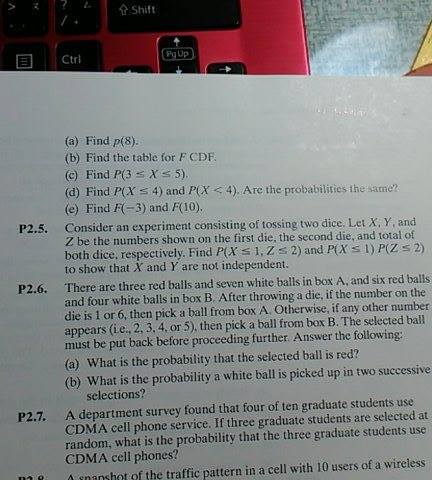 ⇧ Shift
Ctrl
Pg Up
(a) Find p(8).
(b) Find the table for F CDF.
(c) Find P(3 ≤ X ≤ 5).
(d) Find P(X ≤ 4) and P(X < 4). Are the probabilities the same?
(e) Find F(−3) and F(10).
P2.5. Consider an experiment consisting of tossing two dice. Let X, Y, and
Z be the numbers shown on the first die, the second die, and total of
both dice, respectively. Find P(X ≤ 1, Z ≤ 2) and P(X ≤ 1) P(Z ≤ 2)
to show that X and Y are not independent.
P2.6. There are three red balls and seven white balls in box A, and six red balls
and four white balls in box B. After throwing a die, if the number on the
die is 1 or 6, then pick a ball from box A. Otherwise, if any other number
appears (i.e., 2, 3, 4, or 5), then pick a ball from box B. The selected ball
must be put back before proceeding further. Answer the following:
(a) What is the probability that the selected ball is red?
(b) What is the probability a white ball is picked up in two successive
selections?
P2.7. A department survey found that four of ten graduate students use
CDMA cell phone service. If three graduate students are selected at
random, what is the probability that the three graduate students use
CDMA cell phones?
P2.8. A snapshot of the traffic pattern in a cell with 10 users of a wireless